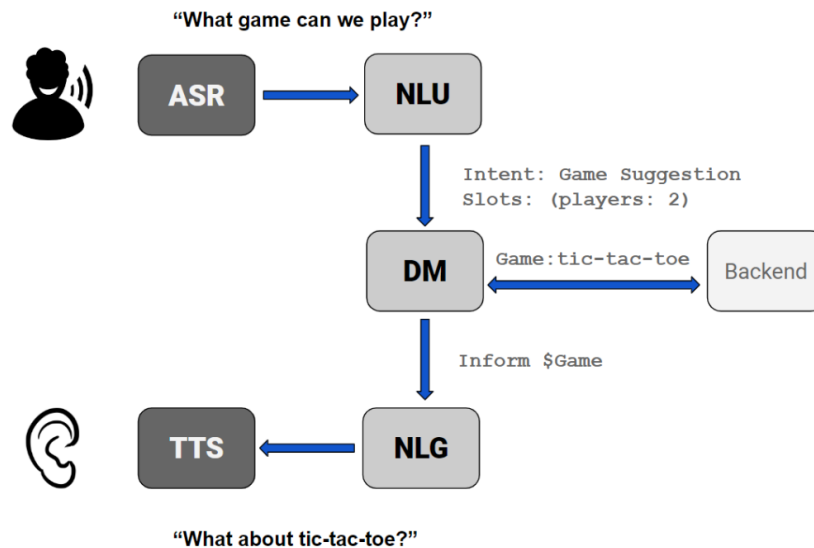 “What game can we play?”
ASR
NLU
Intent: Game Suggestion
Slots: (players: 2)
Game:tic-tac-toe
DM
Backend
Inform $Game
TTS
NLG
“What about tic-tac-toe?”